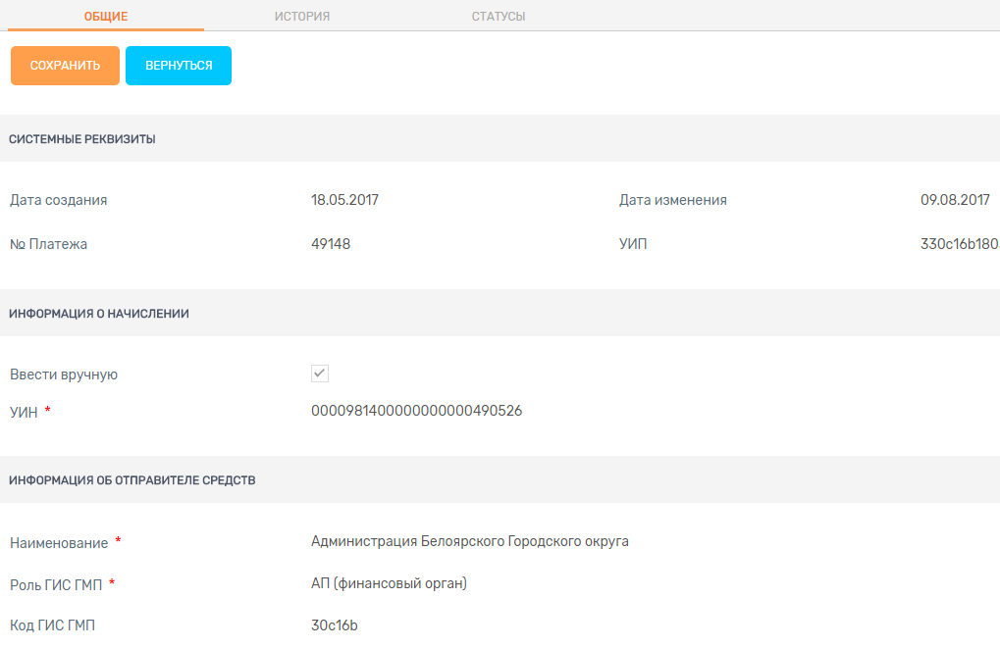 ОБЩИЕ ИСТОРИЯ СТАТУСЫ
СОХРАНИТЬ ВЕРНУТЬСЯ
СИСТЕМНЫЕ РЕКВИЗИТЫ
Дата создания 18.05.2017 Дата изменения 09.08.2017
№ Платежа 49148 УИП 330c16b180
ИНФОРМАЦИЯ О НАЧИСЛЕНИИ
Ввести вручную
УИН * 0000981400000000000490526
ИНФОРМАЦИЯ ОБ ОТПРАВИТЕЛЕ СРЕДСТВ
Наименование * Администрация Белоярского Городского округа
Роль ГИС ГМП * АП (финансовый орган)
Код ГИС ГМП 30c16b